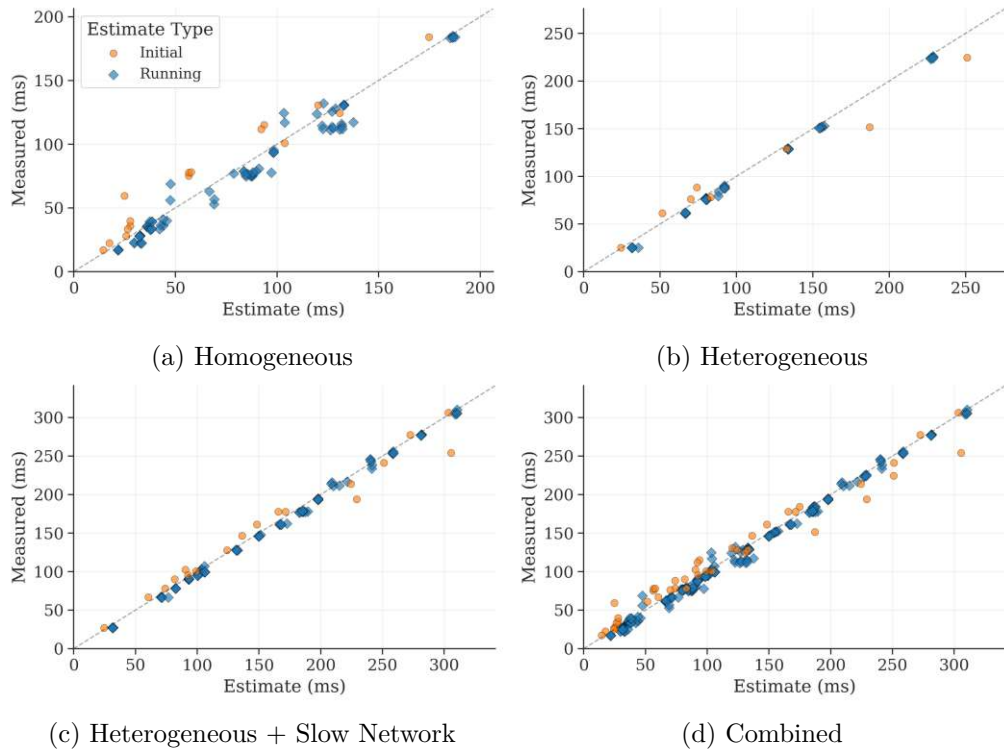 Estimate Type
Initial
Running
Measured (ms)
200
150
100
50
0
0 50 100 150 200
Estimate (ms)
(a) Homogeneous
Measured (ms)
250
200
150
100
50
0
0 50 100 150 200 250
Estimate (ms)
(b) Heterogeneous
Measured (ms)
300
250
200
150
100
50
0
0 50 100 150 200 250 300
Estimate (ms)
(c) Heterogeneous + Slow Network
Measured (ms)
300
250
200
150
100
50
0
0 50 100 150 200 250 300
Estimate (ms)
(d) Combined